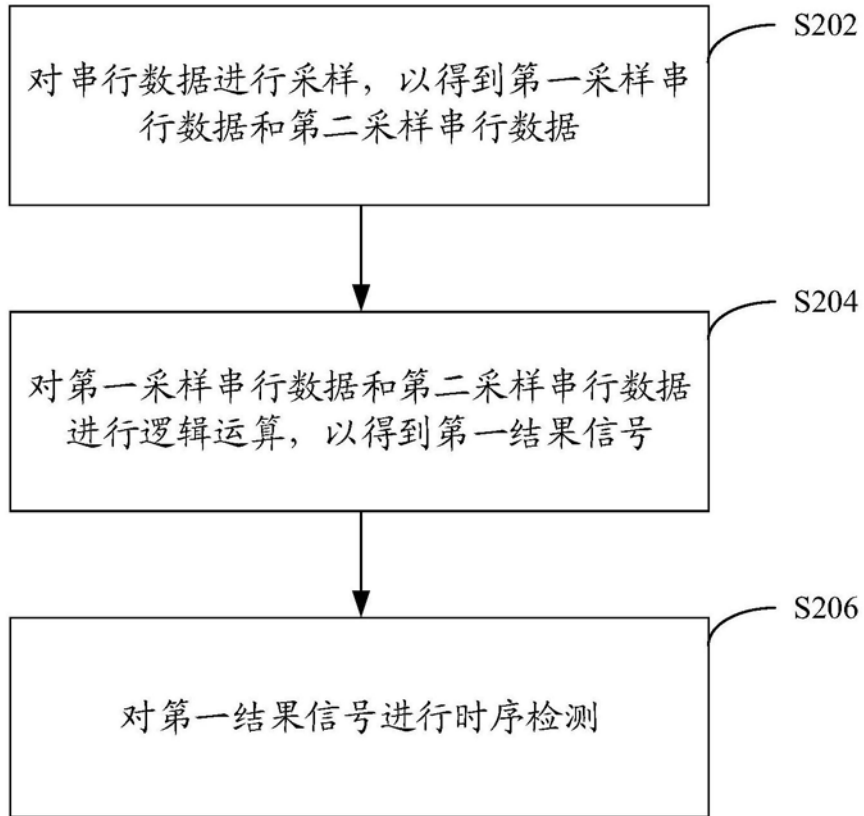 S202
对串行数据进行采样，以得到第一采样串
行数据和第二采样串行数据
S204
对第一采样串行数据和第二采样串行数据
进行逻辑运算，以得到第一结果信号
S206
对第一结果信号进行时序检测